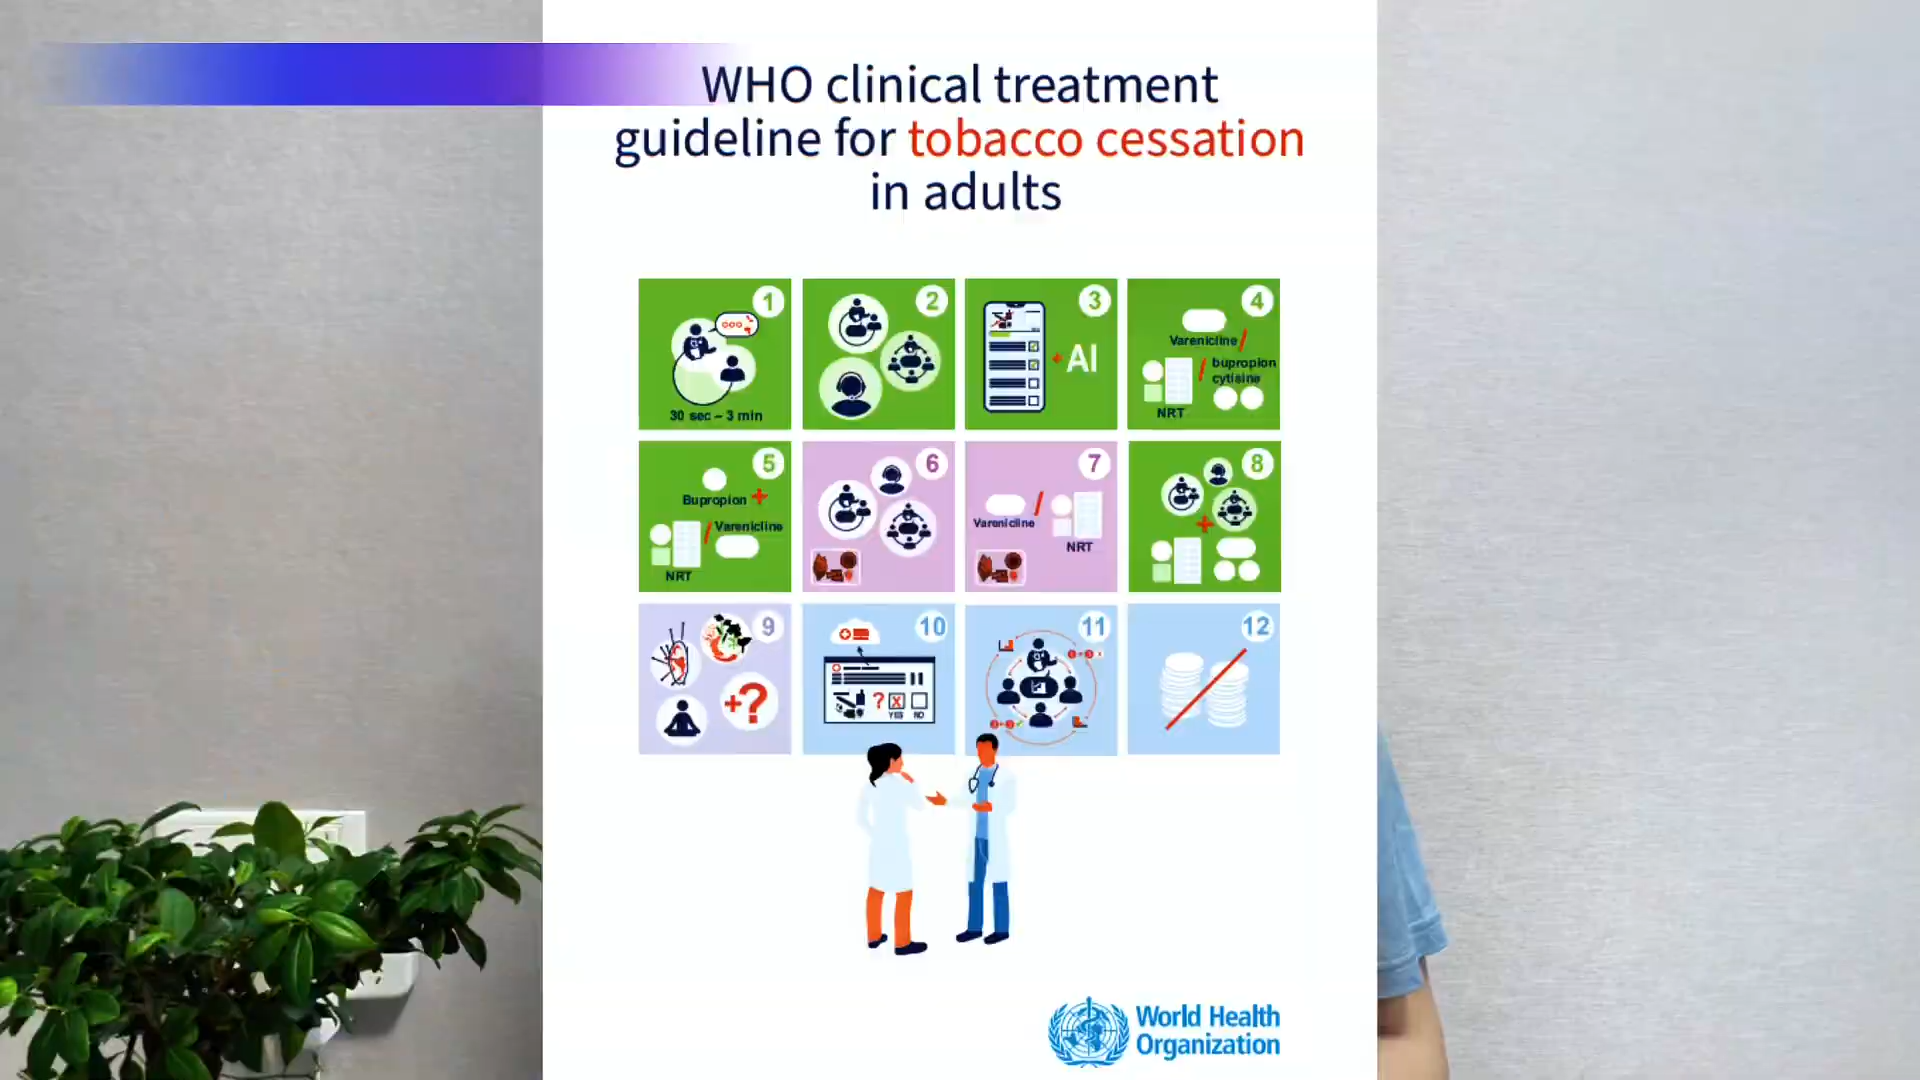 WHO clinical treatment
guideline for tobacco cessation
in adults
1
30 sec – 3 min
2
3
+ AI
4
Varenicline /
/ bupropion
cytisine
NRT
5
Bupropion +
/ Varenicline
NRT
6
7
Varenicline /
NRT
8
+
9
+?
10
?
YES
NO
11
12
World Health
Organization